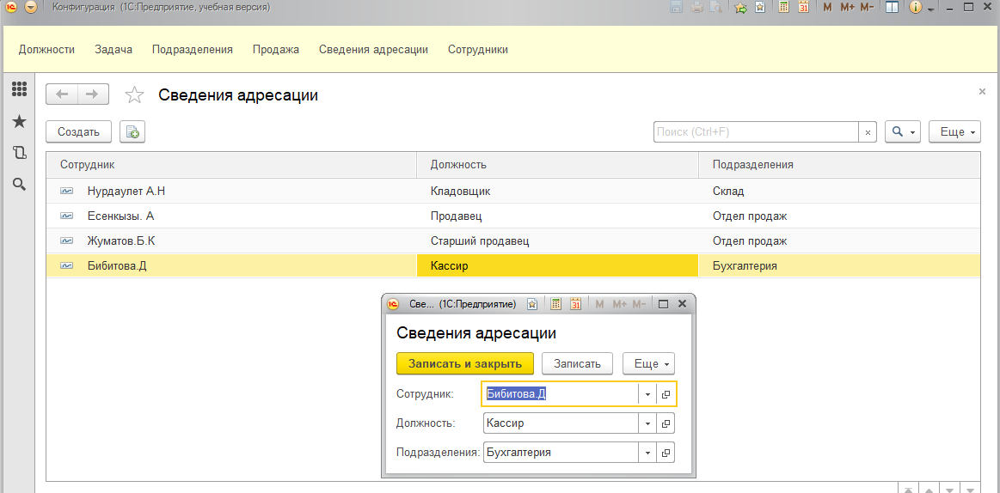 Конфигурация (1С:Предприятие, учебная версия) M M+ M-
Должности Задача Подразделения Продажа Сведения адресации Сотрудники
Сведения адресации
Создать Поиск (Ctrl+F) × Еще
Сотрудник Должность Подразделения
Нурдаулет А.Н Кладовщик Склад
Есенкызы. А Продавец Отдел продаж
Жуматов.Б.К Старший продавец Отдел продаж
Бибитова.Д Кассир Бухгалтерия
Све... (1С:Предприятие) 31 M M+ M-
Сведения адресации
Записать и закрыть Записать Еще
Сотрудник: Бибитова.Д
Должность: Кассир
Подразделения: Бухгалтерия